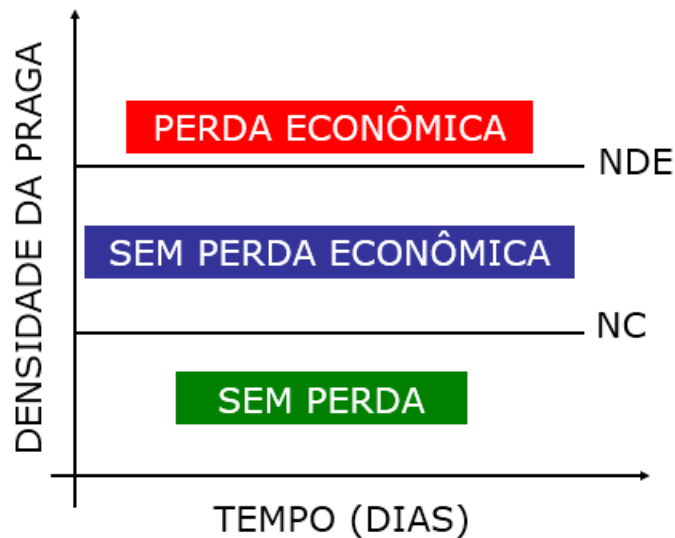 DENSIDADE DA PRAGA
PERDA ECONÔMICA
NDE
SEM PERDA ECONÔMICA
NC
SEM PERDA
TEMPO (DIAS)